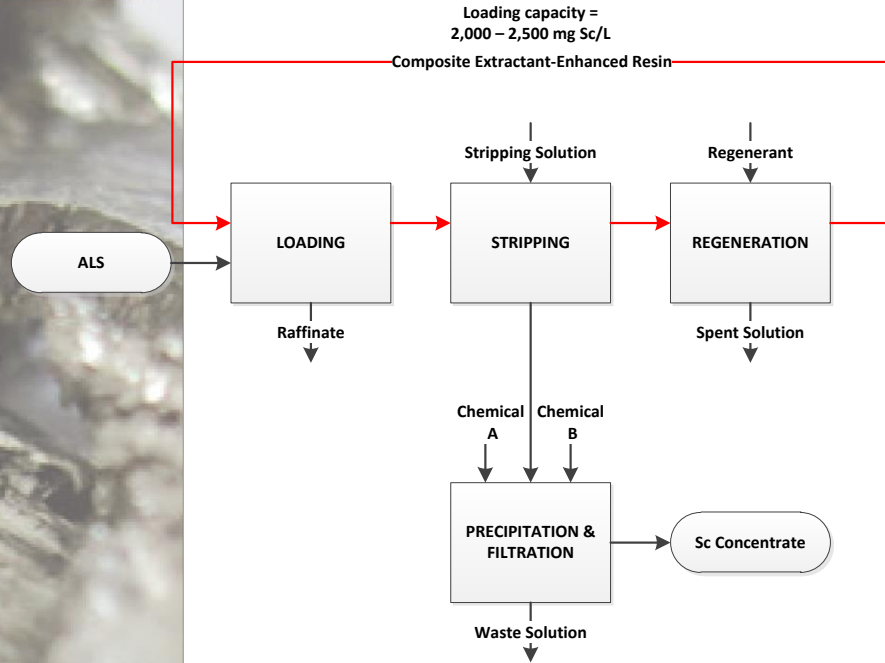 Loading capacity =
2,000 – 2,500 mg Sc/L
Composite Extractant-Enhanced Resin
Stripping Solution
Regenerant
LOADING
STRIPPING
REGENERATION
ALS
Raffinate
Spent Solution
Chemical
A
Chemical
B
PRECIPITATION &
FILTRATION
Sc Concentrate
Waste Solution